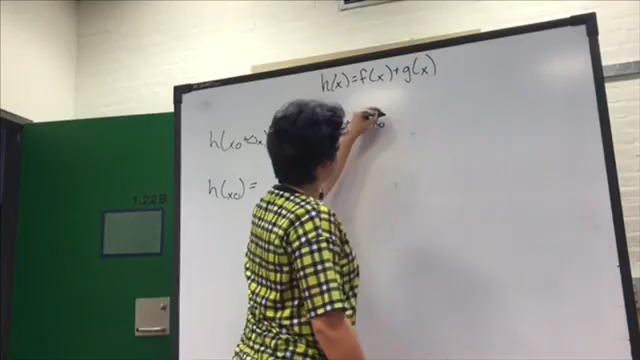 h(x)=f(x)+g(x)
h(x0+Δx)
h(x0)=
1.22B